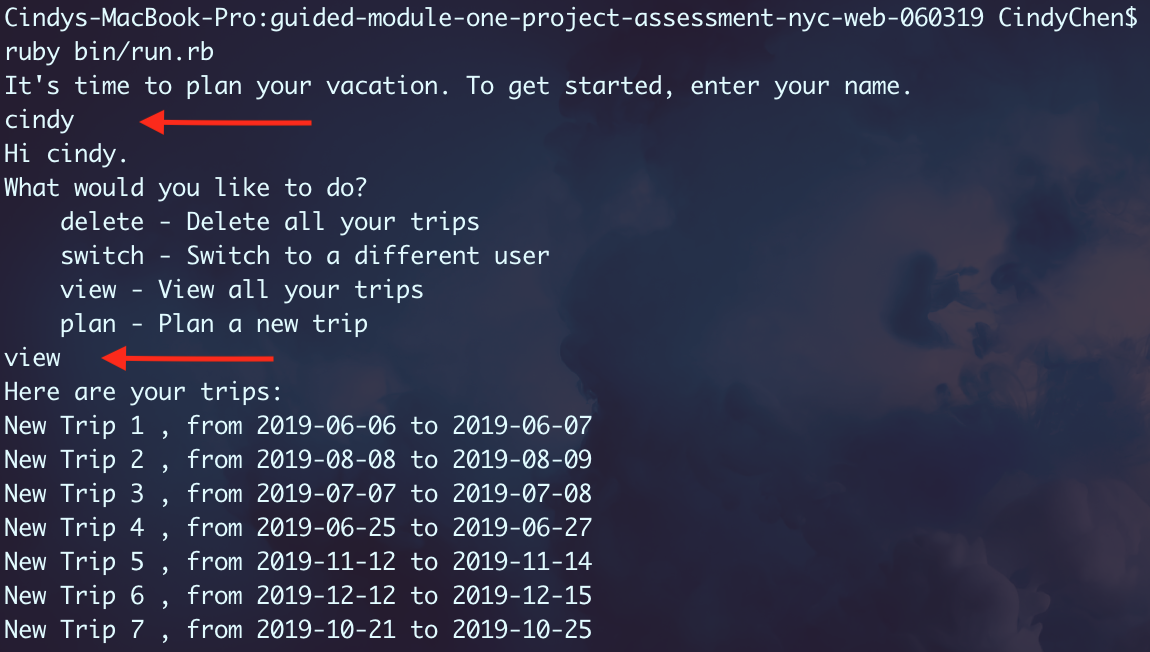 Cindys-MacBook-Pro:guided-module-one-project-assessment-nyc-web-060319 CindyChen$
ruby bin/run.rb
It's time to plan your vacation. To get started, enter your name.
cindy
Hi cindy.
What would you like to do?
    delete - Delete all your trips
    switch - Switch to a different user
    view - View all your trips
    plan - Plan a new trip
view
Here are your trips:
New Trip 1 , from 2019-06-06 to 2019-06-07
New Trip 2 , from 2019-08-08 to 2019-08-09
New Trip 3 , from 2019-07-07 to 2019-07-08
New Trip 4 , from 2019-06-25 to 2019-06-27
New Trip 5 , from 2019-11-12 to 2019-11-14
New Trip 6 , from 2019-12-12 to 2019-12-15
New Trip 7 , from 2019-10-21 to 2019-10-25